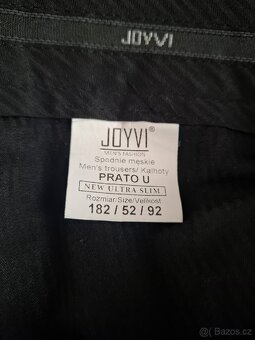 JOYVI
JOYVI®
MEN'S FASHION
Spodnie męskie
Men's trousers/ Kalhoty
PRATO U
NEW ULTRA SLIM
Rozmiar/Size/Velikost
182 / 52 / 92
Bazoš.cz